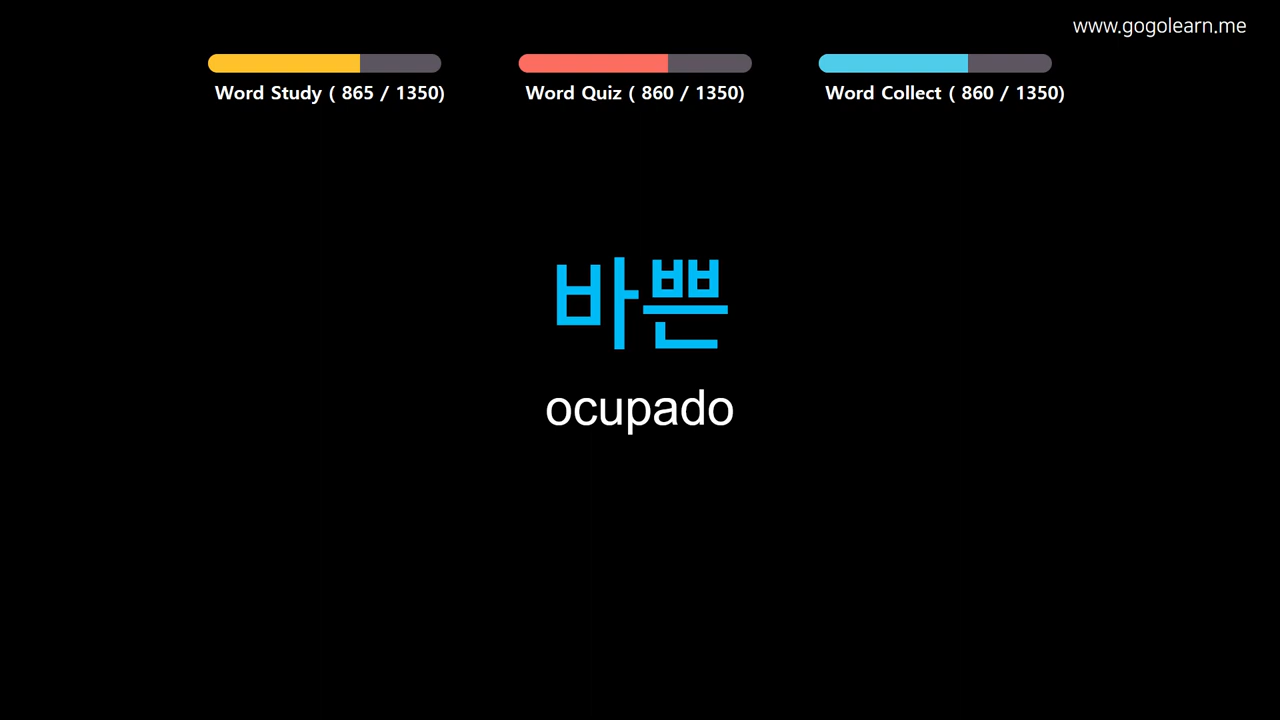 www.gogolearn.me
Word Study ( 865 / 1350)
Word Quiz ( 860 / 1350)
Word Collect ( 860 / 1350)
바쁜
ocupado